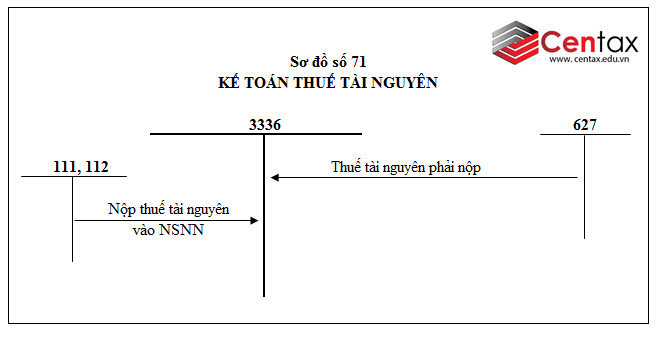 Centax
www. centax.edu.vn
Sơ đồ số 71
KẾ TOÁN THUẾ TÀI NGUYÊN
3336
627
111, 112
Thuế tài nguyên phải nộp
Nộp thuế tài nguyên
vào NSNN